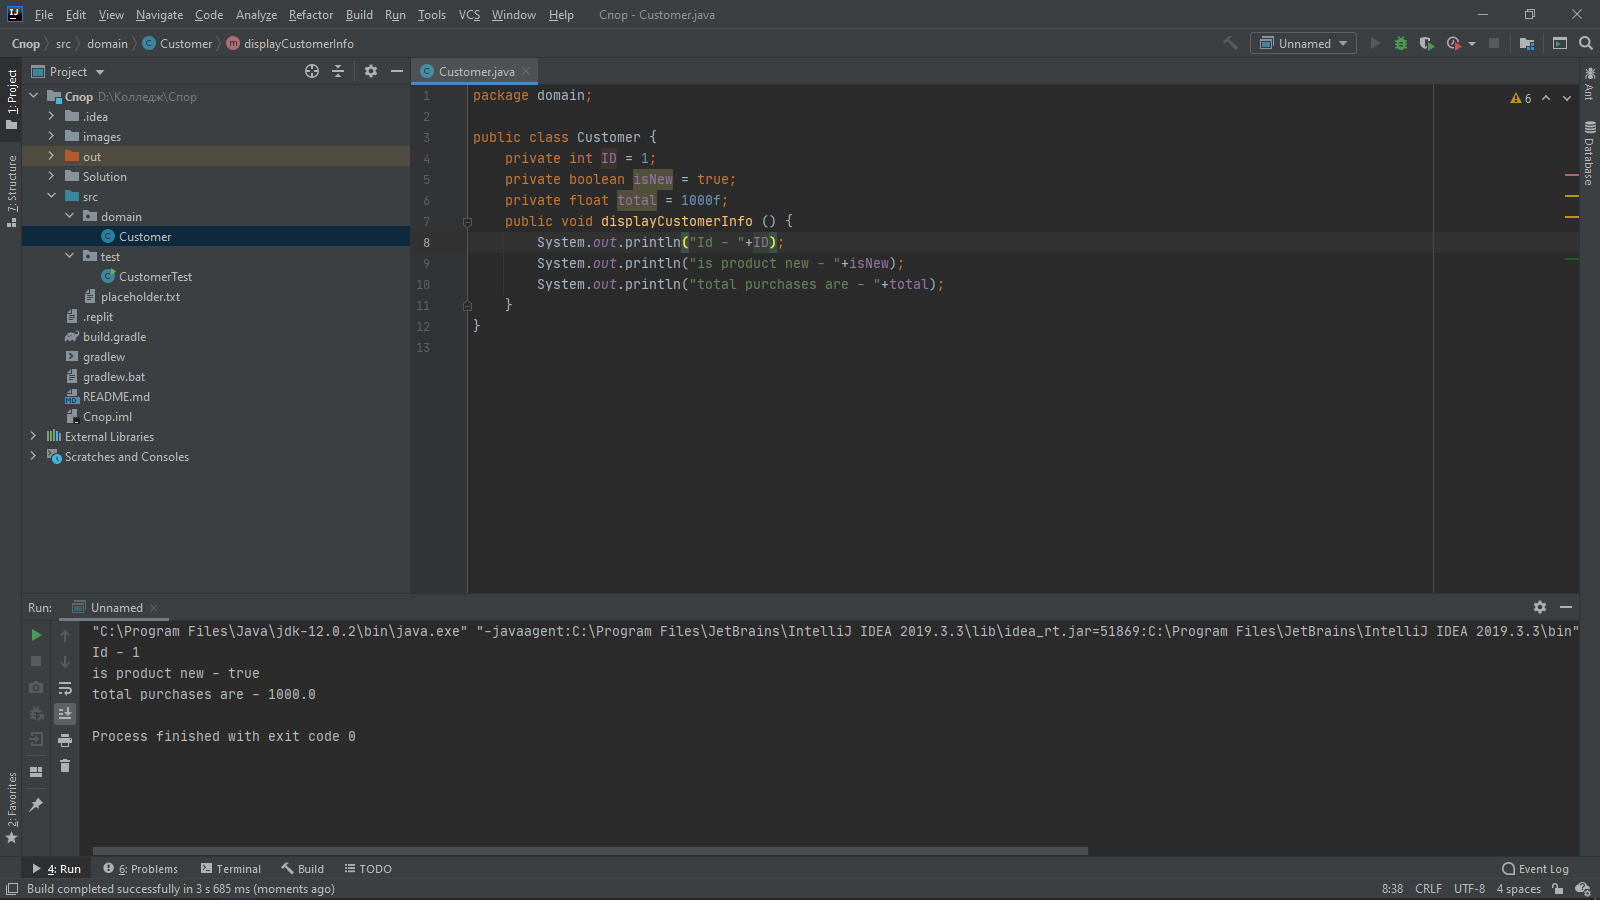 File Edit View Navigate Code Analyze Refactor Build Run Tools VCS Window Help Спор - Customer.java
Спор src domain Customer displayCustomerInfo Unnamed
1: Project
7: Structure
2: Favorites
Project
Спор D:\Колледж\Спор
.idea
images
out
Solution
src
domain
Customer
test
CustomerTest
placeholder.txt
.replit
build.gradle
gradlew
gradlew.bat
README.md
Спор.iml
External Libraries
Scratches and Consoles
Customer.java
6
1 package domain;
2
3 public class Customer {
4 private int ID = 1;
5 private boolean isNew = true;
6 private float total = 1000f;
7 public void displayCustomerInfo () {
8 System.out.println("Id - "+ID);
9 System.out.println("is product new - "+isNew);
10 System.out.println("total purchases are - "+total);
11 }
12 }
13
Ant
Database
Run: Unnamed
"C:\Program Files\Java\jdk-12.0.2\bin\java.exe" "-javaagent:C:\Program Files\JetBrains\IntelliJ IDEA 2019.3.3\lib\idea_rt.jar=51869:C:\Program Files\JetBrains\IntelliJ IDEA 2019.3.3\bin"
Id - 1
is product new - true
total purchases are - 1000.0
Process finished with exit code 0
4: Run 6: Problems Terminal Build TODO Event Log
Build completed successfully in 3 s 685 ms (moments ago) 8:38 CRLF UTF-8 4 spaces